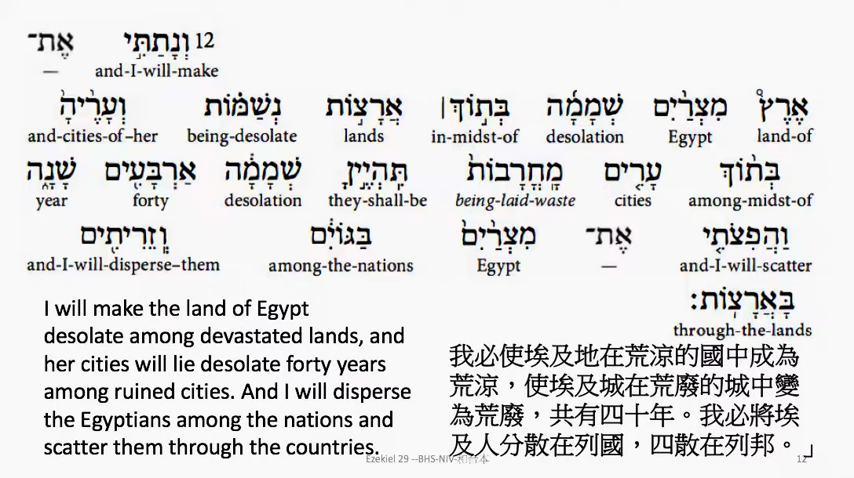 12 וְנָתַתִּ֣י אֶת־
— and-I-will-make
אֶרֶץ֩ מִצְרַ֨יִם שְׁמָמָ֜ה בְּת֣וֹךְ ׀ אֲרָצ֣וֹת נְשַׁמּ֗וֹת וְעָרֶ֙יהָ֙
and-cities-of-her being-desolate lands in-midst-of desolation Egypt land-of
בְּת֨וֹךְ עָרִ֤ים מָֽחֳרָבוֹת֙ תִּֽהְיֶ֣יןָ שְׁמָמָ֔ה אַרְבָּעִ֖ים שָׁנָ֑ה
year forty desolation they-shall-be being-laid-waste cities among-midst-of
וַהֲפִצֹתִ֤י אֶת־ מִצְרַ֙יִם֙ בַּגּוֹיִ֔ם וְֽזֵרִיתִ֖ים
and-I-will-disperse-them among-the-nations Egypt — and-I-will-scatter
בָּאֲרָצֽוֹת׃
through-the-lands
I will make the land of Egypt
desolate among devastated lands, and
her cities will lie desolate forty years
among ruined cities. And I will disperse
the Egyptians among the nations and
scatter them through the countries.
我必使埃及地在荒涼的國中成為
荒涼，使埃及城在荒廢的城中變
為荒廢，共有四十年。我必將埃
及人分散在列國，四散在列邦。」
Ezekiel 29 --BHS-NIV-和合本
12